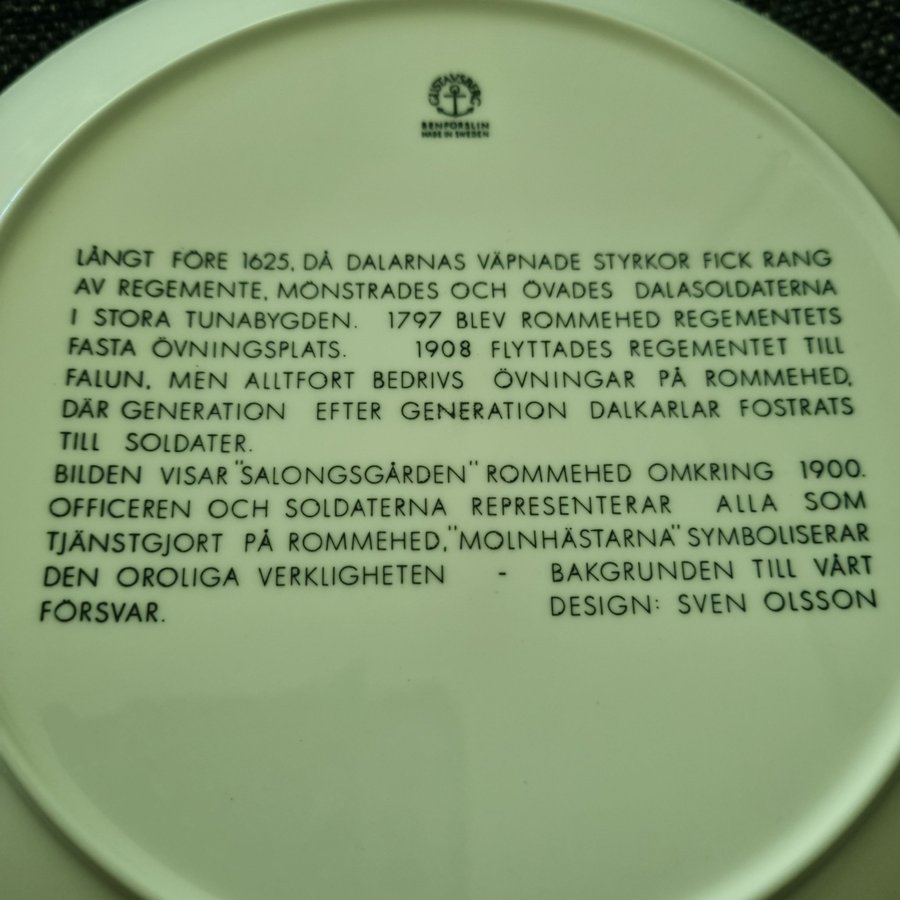 GUSTAVSBERG
BENPORSLIN
MADE IN SWEDEN
LÅNGT FÖRE 1625, DÅ DALARNAS VÄPNADE STYRKOR FICK RANG
AV REGEMENTE, MÖNSTRADES OCH ÖVADES DALASOLDATERNA
I STORA TUNABYGDEN. 1797 BLEV ROMMEHED REGEMENTETS
FASTA ÖVNINGSPLATS. 1908 FLYTTADES REGEMENTET TILL
FALUN, MEN ALLTFORT BEDRIVS ÖVNINGAR PÅ ROMMEHED,
DÄR GENERATION EFTER GENERATION DALKARLAR FOSTRATS
TILL SOLDATER.
BILDEN VISAR "SALONGSGÅRDEN" ROMMEHED OMKRING 1900.
OFFICEREN OCH SOLDATERNA REPRESENTERAR ALLA SOM
TJÄNSTGJORT PÅ ROMMEHED, "MOLNHÄSTARNA" SYMBOLISERAR
DEN OROLIGA VERKLIGHETEN - BAKGRUNDEN TILL VÅRT
FÖRSVAR. DESIGN: SVEN OLSSON